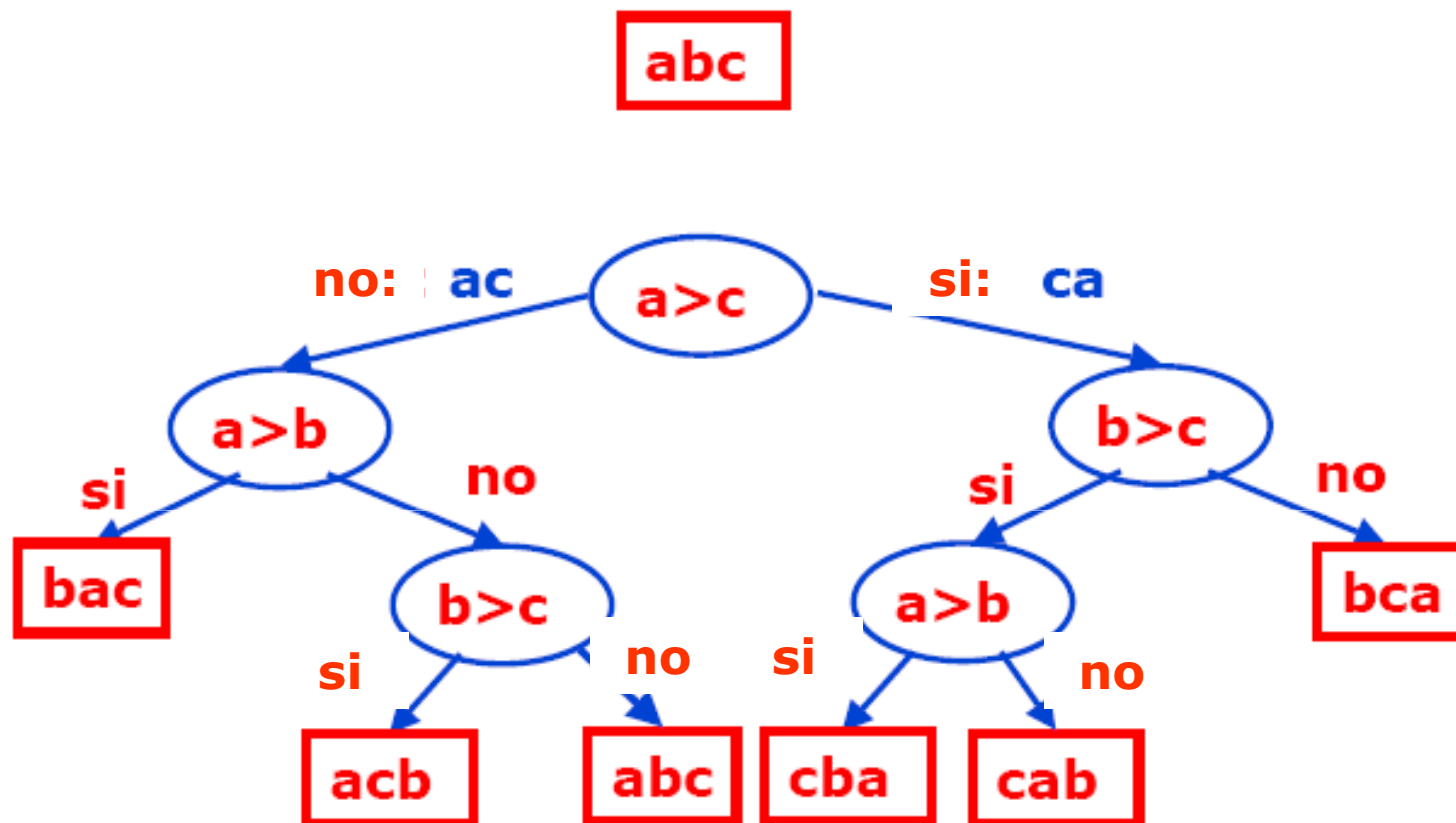 abc
no: ac
a>c
si: ca
a>b
b>c
si
no
si
no
bac
b>c
a>b
bca
si
no
si
no
acb
abc
cba
cab